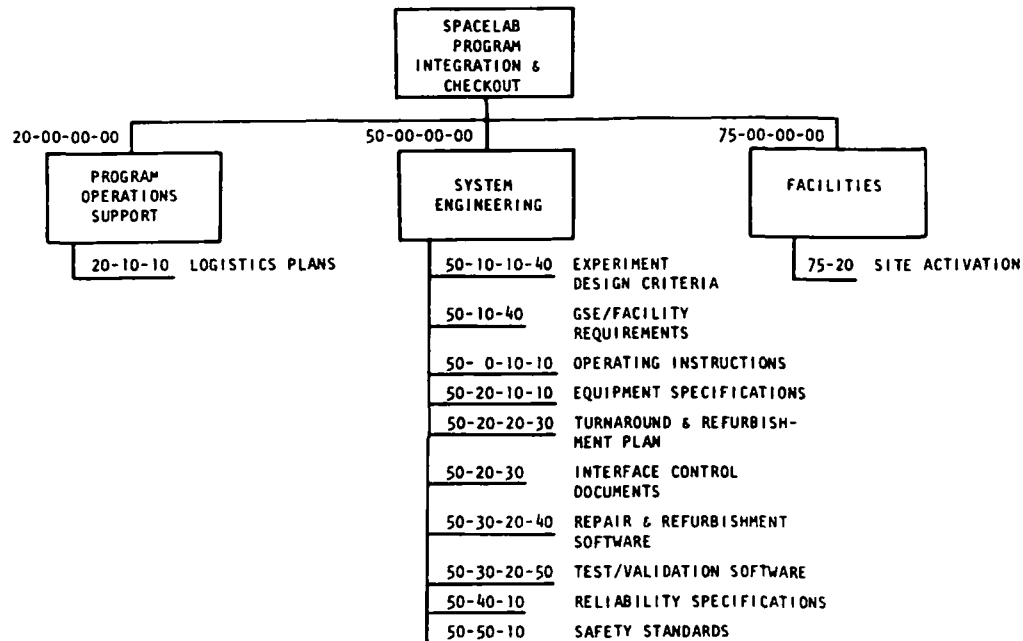 SPACELAB
PROGRAM
INTEGRATION &
CHECKOUT
20-00-00-00
50-00-00-00
75-00-00-00
PROGRAM
OPERATIONS
SUPPORT
SYSTEM
ENGINEERING
FACILITIES
20-10-10 LOGISTICS PLANS
50-10-10-40 EXPERIMENT
DESIGN CRITERIA
50-10-40 GSE/FACILITY
REQUIREMENTS
50- 0-10-10 OPERATING INSTRUCTIONS
50-20-10-10 EQUIPMENT SPECIFICATIONS
50-20-20-30 TURNAROUND & REFURBISH-
MENT PLAN
50-20-30 INTERFACE CONTROL
DOCUMENTS
50-30-20-40 REPAIR & REFURBISHMENT
SOFTWARE
50-30-20-50 TEST/VALIDATION SOFTWARE
50-40-10 RELIABILITY SPECIFICATIONS
50-50-10 SAFETY STANDARDS
75-20 SITE ACTIVATION